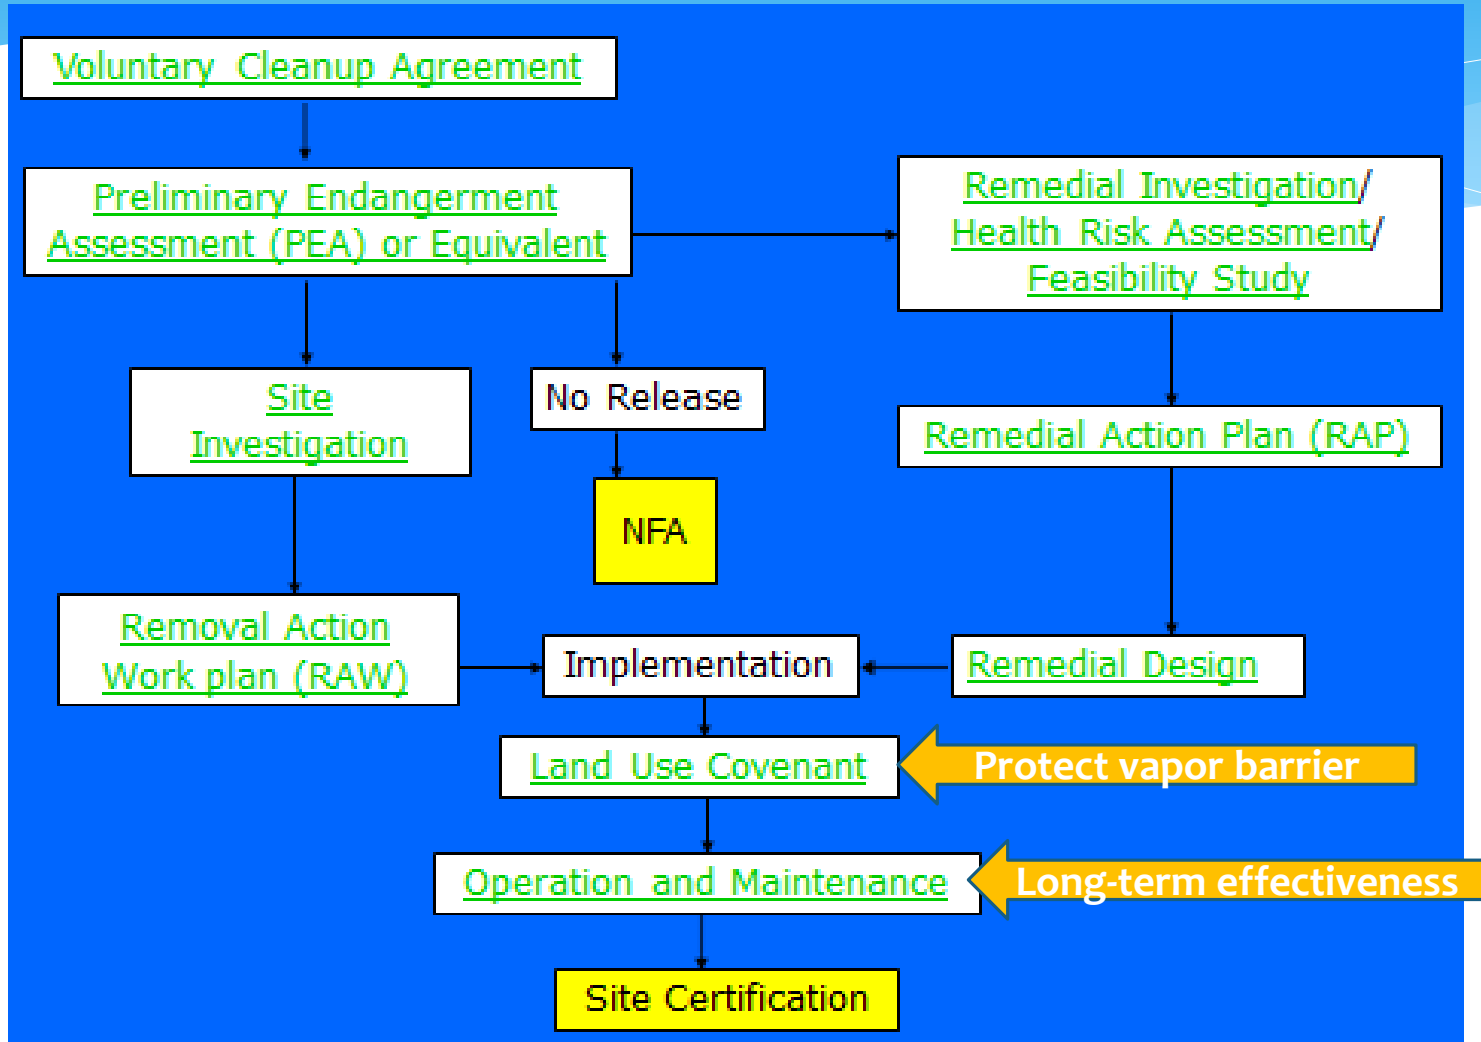 Voluntary Cleanup Agreement
Preliminary Endangerment
Assessment (PEA) or Equivalent
Remedial Investigation/
Health Risk Assessment/
Feasibility Study
Site
Investigation
No Release
NFA
Remedial Action Plan (RAP)
Removal Action
Work plan (RAW)
Implementation
Remedial Design
Land Use Covenant
Protect vapor barrier
Operation and Maintenance
Long-term effectiveness
Site Certification